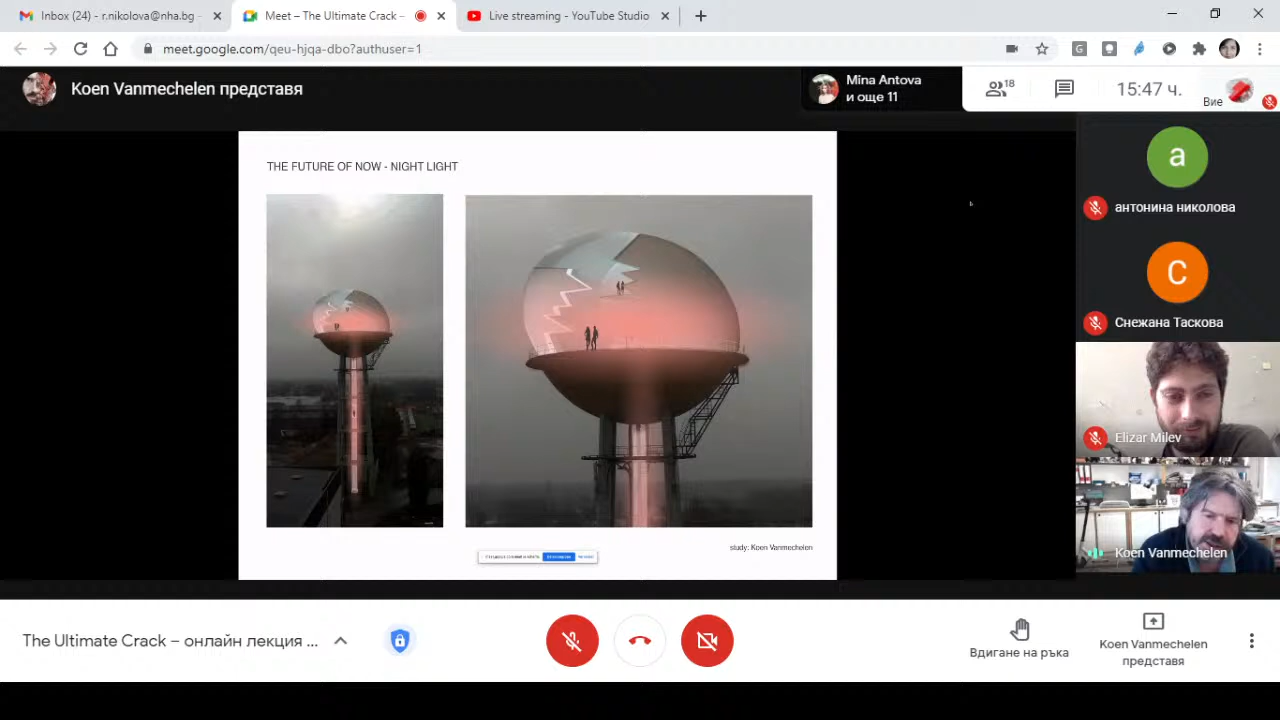 Inbox (24) - r.nikolova@nha.bg -
Meet – The Ultimate Crack –
Live streaming - YouTube Studio
meet.google.com/qeu-hjqa-dbo?authuser=1
Koen Vanmechelen представя
Mina Antova
и още 11
18
15:47 ч.
Вие
THE FUTURE OF NOW - NIGHT LIGHT
a
антонина николова
С
Снежана Таскова
Elizar Milev
Koen Vanmechelen
study: Koen Vanmechelen
The Ultimate Crack – онлайн лекция ...
Вдигане на ръка
Koen Vanmechelen
представя